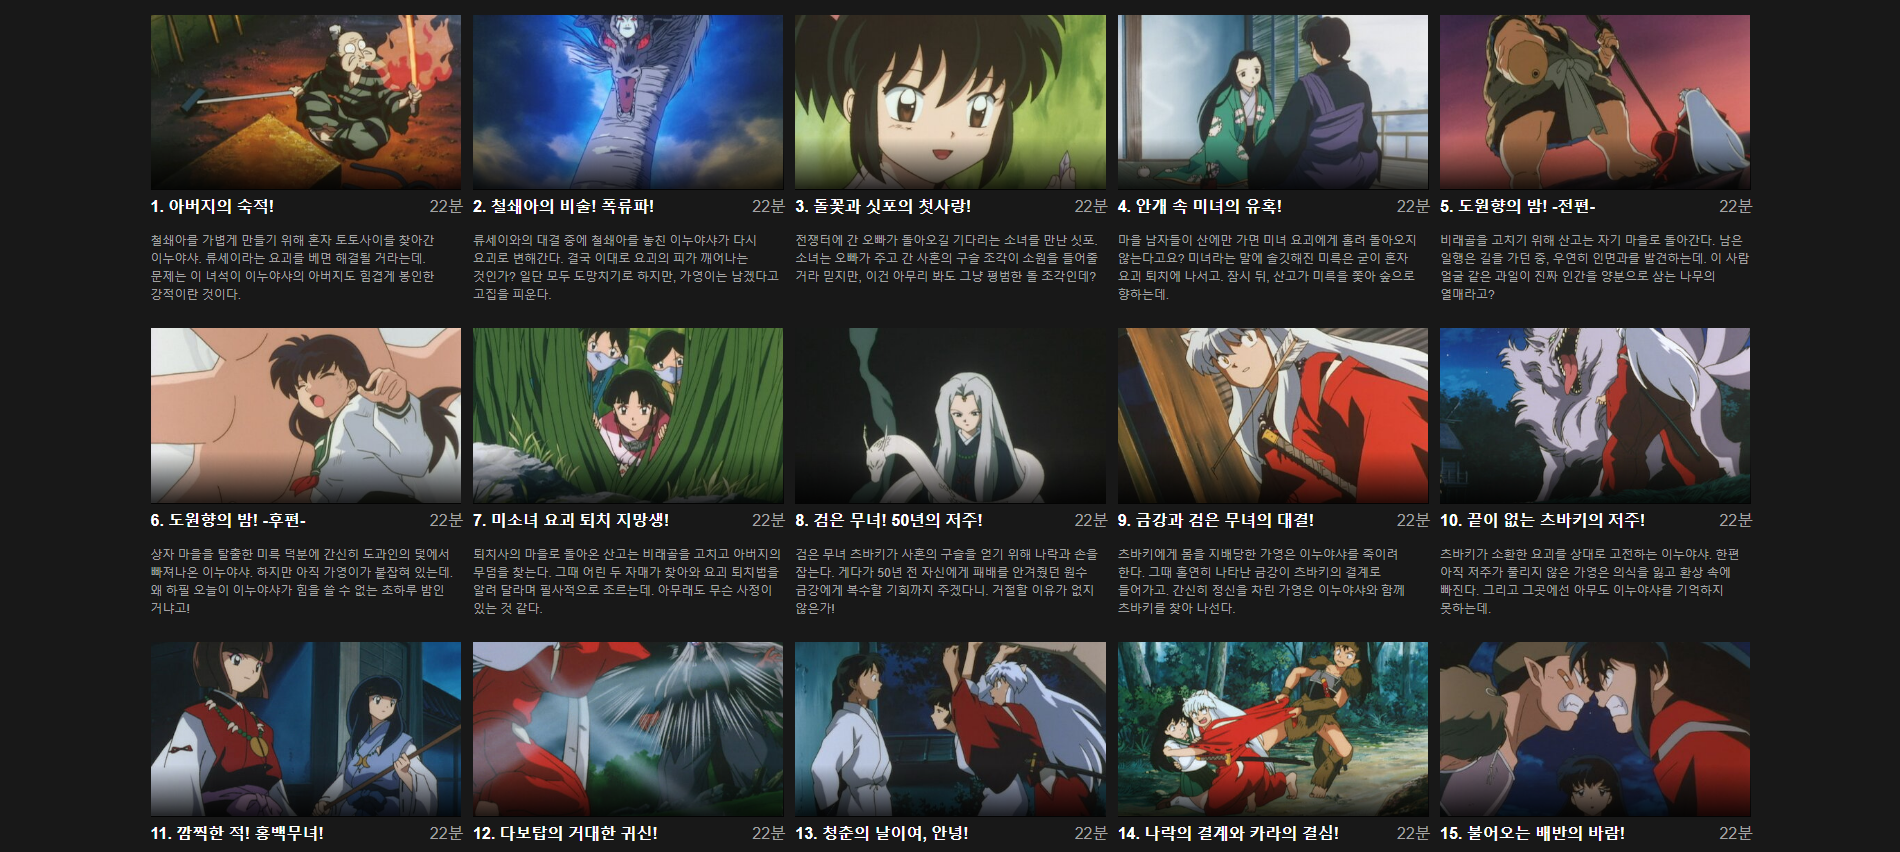 1. 아버지의 숙적! 22분
철쇄아를 가볍게 만들기 위해 혼자 토토사이를 찾아간
이누야샤. 류세이라는 요괴를 베면 해결될 거라는데.
문제는 이 녀석이 이누야샤의 아버지도 힘겹게 봉인한
강적이란 것이다.
2. 철쇄아의 비술! 폭류파! 22분
류세이와의 대결 중에 철쇄아를 놓친 이누야샤가 다시
요괴로 변해간다. 결국 이대로 요괴의 피가 깨어나는
것인가? 일단 모두 도망치기로 하지만, 가영이는 남겠다고
고집을 피운다.
3. 돌꽃과 싯포의 첫사랑! 22분
전쟁터에 간 오빠가 돌아오길 기다리는 소녀를 만난 싯포.
소녀는 오빠가 주고 간 사혼의 구슬 조각이 소원을 들어줄
거라 믿지만, 이건 아무리 봐도 그냥 평범한 돌 조각인데?
4. 안개 속 미녀의 유혹! 22분
마을 남자들이 산에만 가면 미녀 요괴에게 홀려 돌아오지
않는다고요? 미녀라는 말에 솔깃해진 미륵은 굳이 혼자
요괴 퇴치에 나서고. 잠시 뒤, 산고가 미륵을 쫓아 숲으로
향하는데.
5. 도원향의 밤! -전편- 22분
비래골을 고치기 위해 산고는 자기 마을로 돌아간다. 남은
일행은 길을 가던 중, 우연히 인면과를 발견하는데. 이 사람
얼굴 같은 과일이 진짜 인간을 양분으로 삼는 나무의
열매라고?
6. 도원향의 밤! -후편- 22분
상자 마을을 탈출한 미륵 덕분에 간신히 도과인의 덫에서
빠져나온 이누야샤. 하지만 아직 가영이가 붙잡혀 있는데.
왜 하필 오늘이 이누야샤가 힘을 쓸 수 없는 초하루 밤인
거냐고!
7. 미소녀 요괴 퇴치 지망생! 22분
퇴치사의 마을로 돌아온 산고는 비래골을 고치고 아버지의
무덤을 찾는다. 그때 어린 두 자매가 찾아와 요괴 퇴치법을
알려 달라며 필사적으로 조르는데. 아무래도 무슨 사정이
있는 것 같다.
8. 검은 무녀! 50년의 저주! 22분
검은 무녀 츠바키가 사혼의 구슬을 얻기 위해 나락과 손을
잡는다. 게다가 50년 전 자신에게 패배를 안겨줬던 원수
금강에게 복수할 기회까지 주겠다니. 거절할 이유가 없지
않은가!
9. 금강과 검은 무녀의 대결! 22분
츠바키에게 몸을 지배당한 가영은 이누야샤를 죽이려
한다. 그때 홀연히 나타난 금강이 츠바키의 결계로
들어가고. 간신히 정신을 차린 가영은 이누야샤와 함께
츠바키를 찾아 나선다.
10. 끝이 없는 츠바키의 저주! 22분
츠바키가 소환한 요괴를 상대로 고전하는 이누야샤. 한편
아직 저주가 풀리지 않은 가영은 의식을 잃고 환상 속에
빠진다. 그리고 그곳에선 아무도 이누야샤를 기억하지
못하는데.
11. 깜찍한 적! 홍백무녀! 22분
12. 다보탑의 거대한 귀신! 22분
13. 청춘의 날이여, 안녕! 22분
14. 나락의 결계와 카라의 결심! 22분
15. 불어오는 배반의 바람! 22분